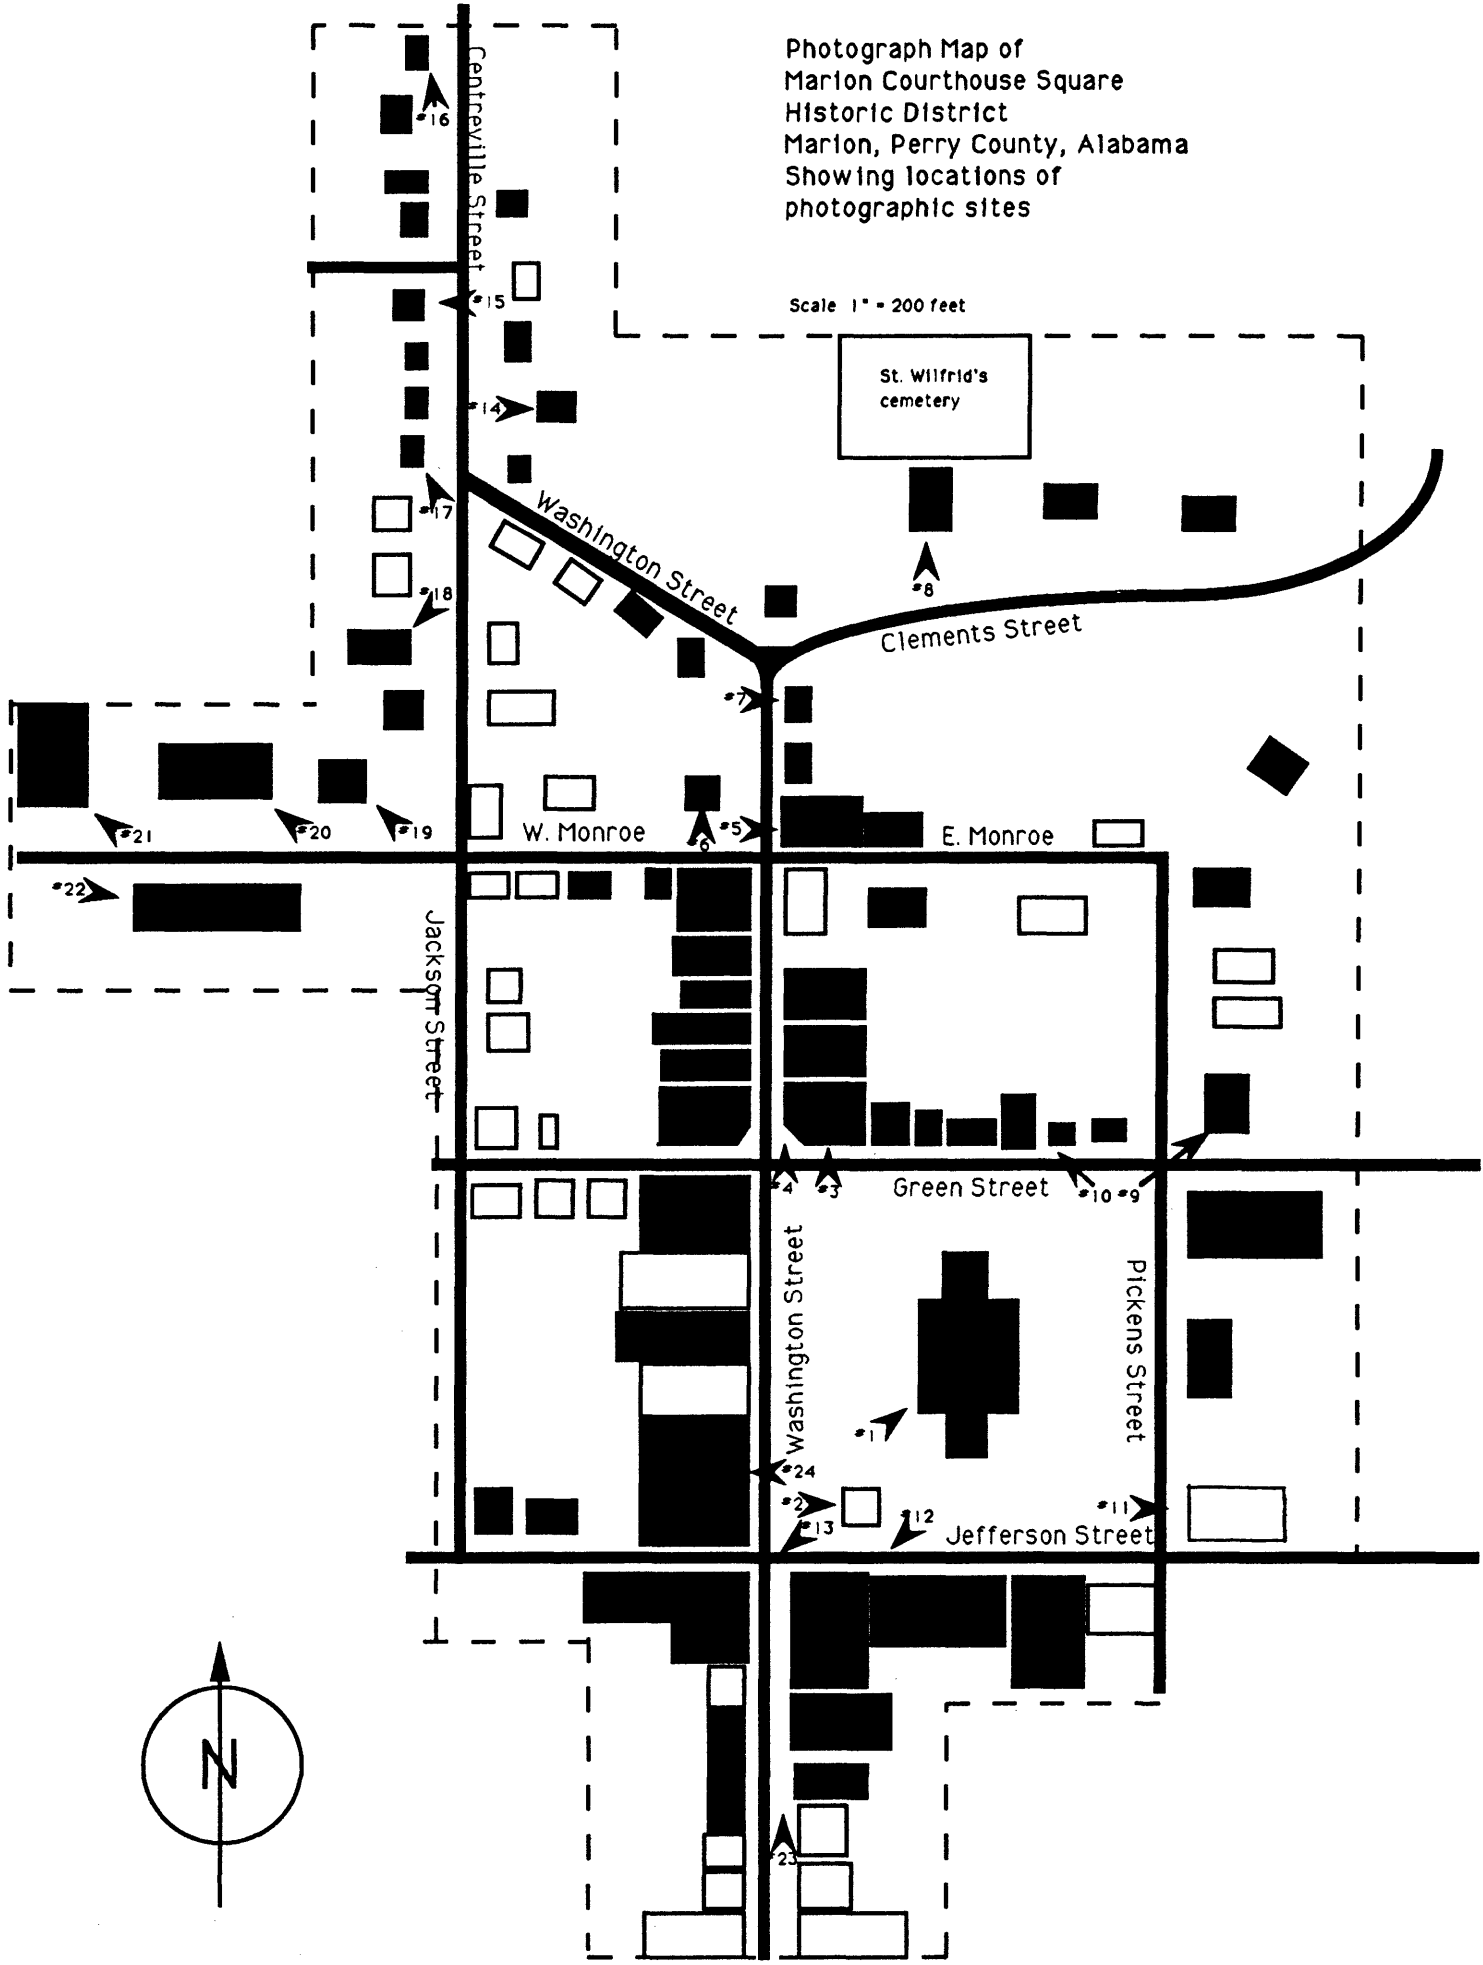 Photograph Map of
Marion Courthouse Square
Historic District
Marion, Perry County, Alabama
Showing locations of
photographic sites
Scale 1" = 200 feet
Centreville Street
#16
#15
St. Wilfrid's
cemetery
#14
#17
Washington Street
#18
#8
Clements Street
#7
#21
#20
#19
W. Monroe
#6
#5
E. Monroe
#22
Jackson Street
#4
#3
Green Street
#10 #9
Washington Street
Pickens Street
#1
#24
#2
#13
#12
#11
Jefferson Street
N
#23